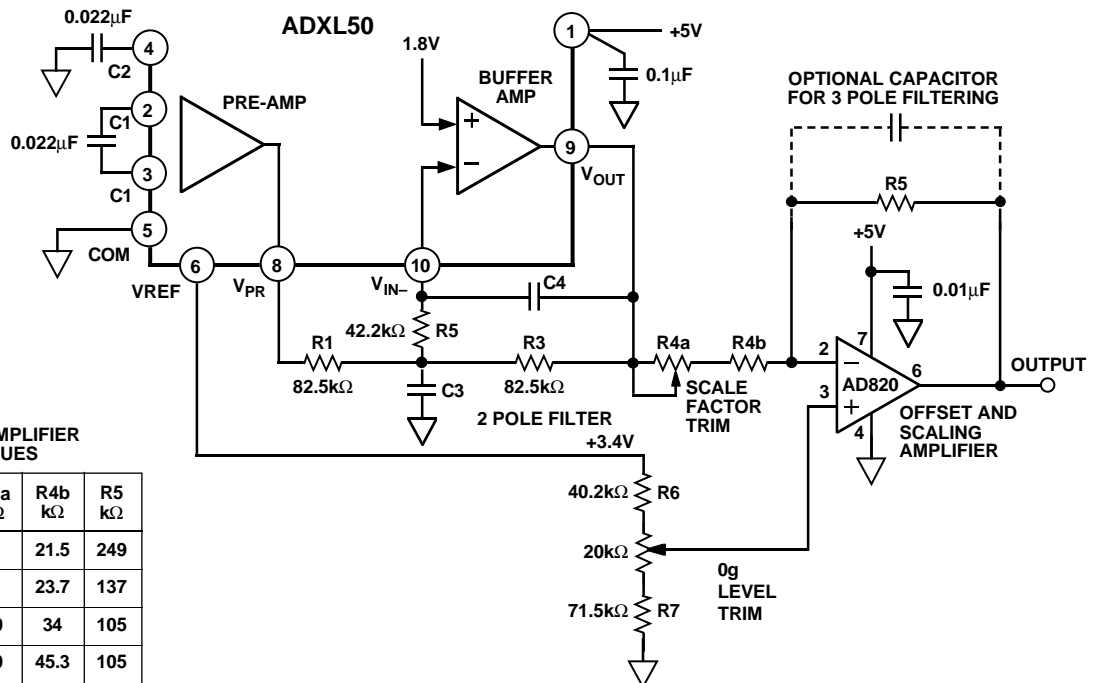 0.022µF
ADXL50
4
C2
2
C1
0.022µF
3
C1
5
COM
PRE-AMP
1.8V
BUFFER
AMP
+
−
1
+5V
0.1µF
9
VOUT
6
VREF
8
VPR
10
VIN–
C4
42.2kΩ
R5
R1
82.5kΩ
C3
R3
82.5kΩ
2 POLE FILTER
R4a
R4b
SCALE
FACTOR
TRIM
OPTIONAL CAPACITOR
FOR 3 POLE FILTERING
R5
+5V
0.01µF
7
2
−
3
+
AD820
6
4
OUTPUT
OFFSET AND
SCALING
AMPLIFIER
+3.4V
40.2kΩ
R6
20kΩ
0g
LEVEL
TRIM
71.5kΩ
R7
R4b R5
kΩ kΩ
21.5 249
23.7 137
34 105
45.3 105